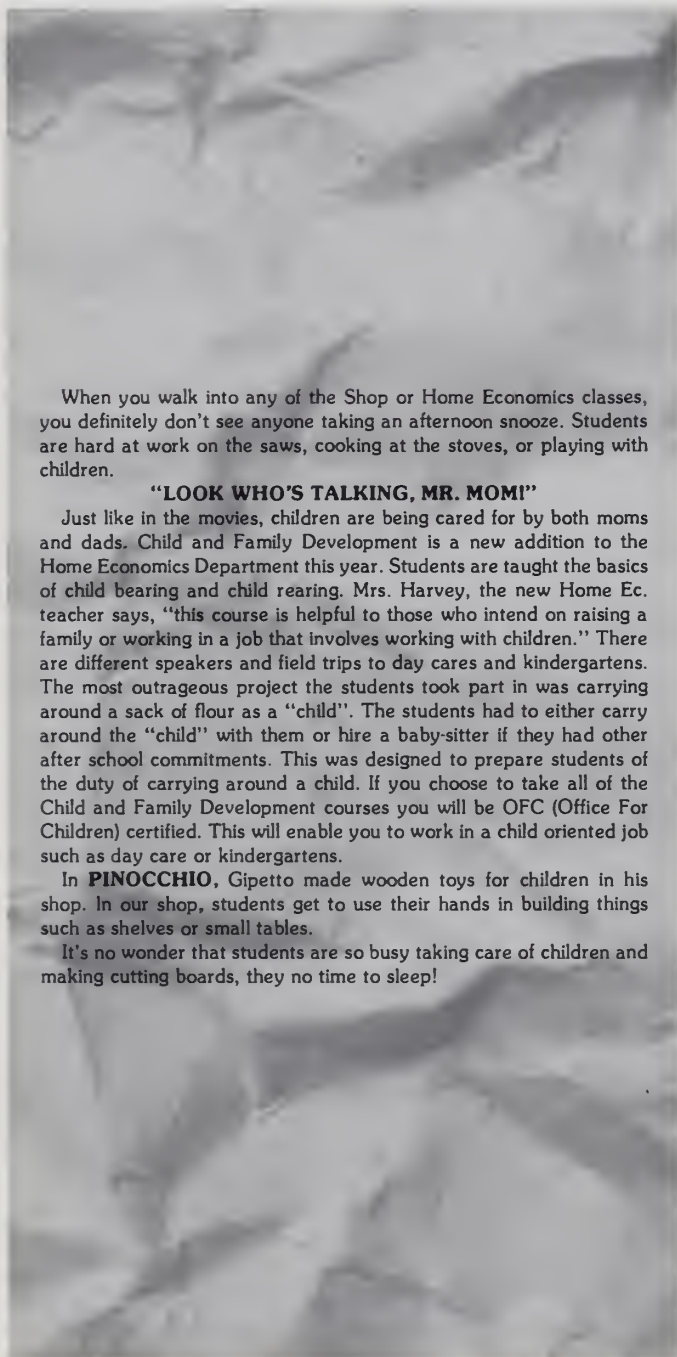 When you walk into any of the Shop or Home Economics classes,
you definitely don't see anyone taking an afternoon snooze. Students
are hard at work on the saws, cooking at the stoves, or playing with
children.
"LOOK WHO'S TALKING, MR. MOM!"
Just like in the movies, children are being cared for by both moms
and dads. Child and Family Development is a new addition to the
Home Economics Department this year. Students are taught the basics
of child bearing and child rearing. Mrs. Harvey, the new Home Ec.
teacher says, "this course is helpful to those who intend on raising a
family or working in a job that involves working with children." There
are different speakers and field trips to day cares and kindergartens.
The most outrageous project the students took part in was carrying
around a sack of flour as a "child". The students had to either carry
around the "child" with them or hire a baby-sitter if they had other
after school commitments. This was designed to prepare students of
the duty of carrying around a child. If you choose to take all of the
Child and Family Development courses you will be OFC (Office For
Children) certified. This will enable you to work in a child oriented job
such as day care or kindergartens.
In PINOCCHIO, Gipetto made wooden toys for children in his
shop. In our shop, students get to use their hands in building things
such as shelves or small tables.
It's no wonder that students are so busy taking care of children and
making cutting boards, they no time to sleep!